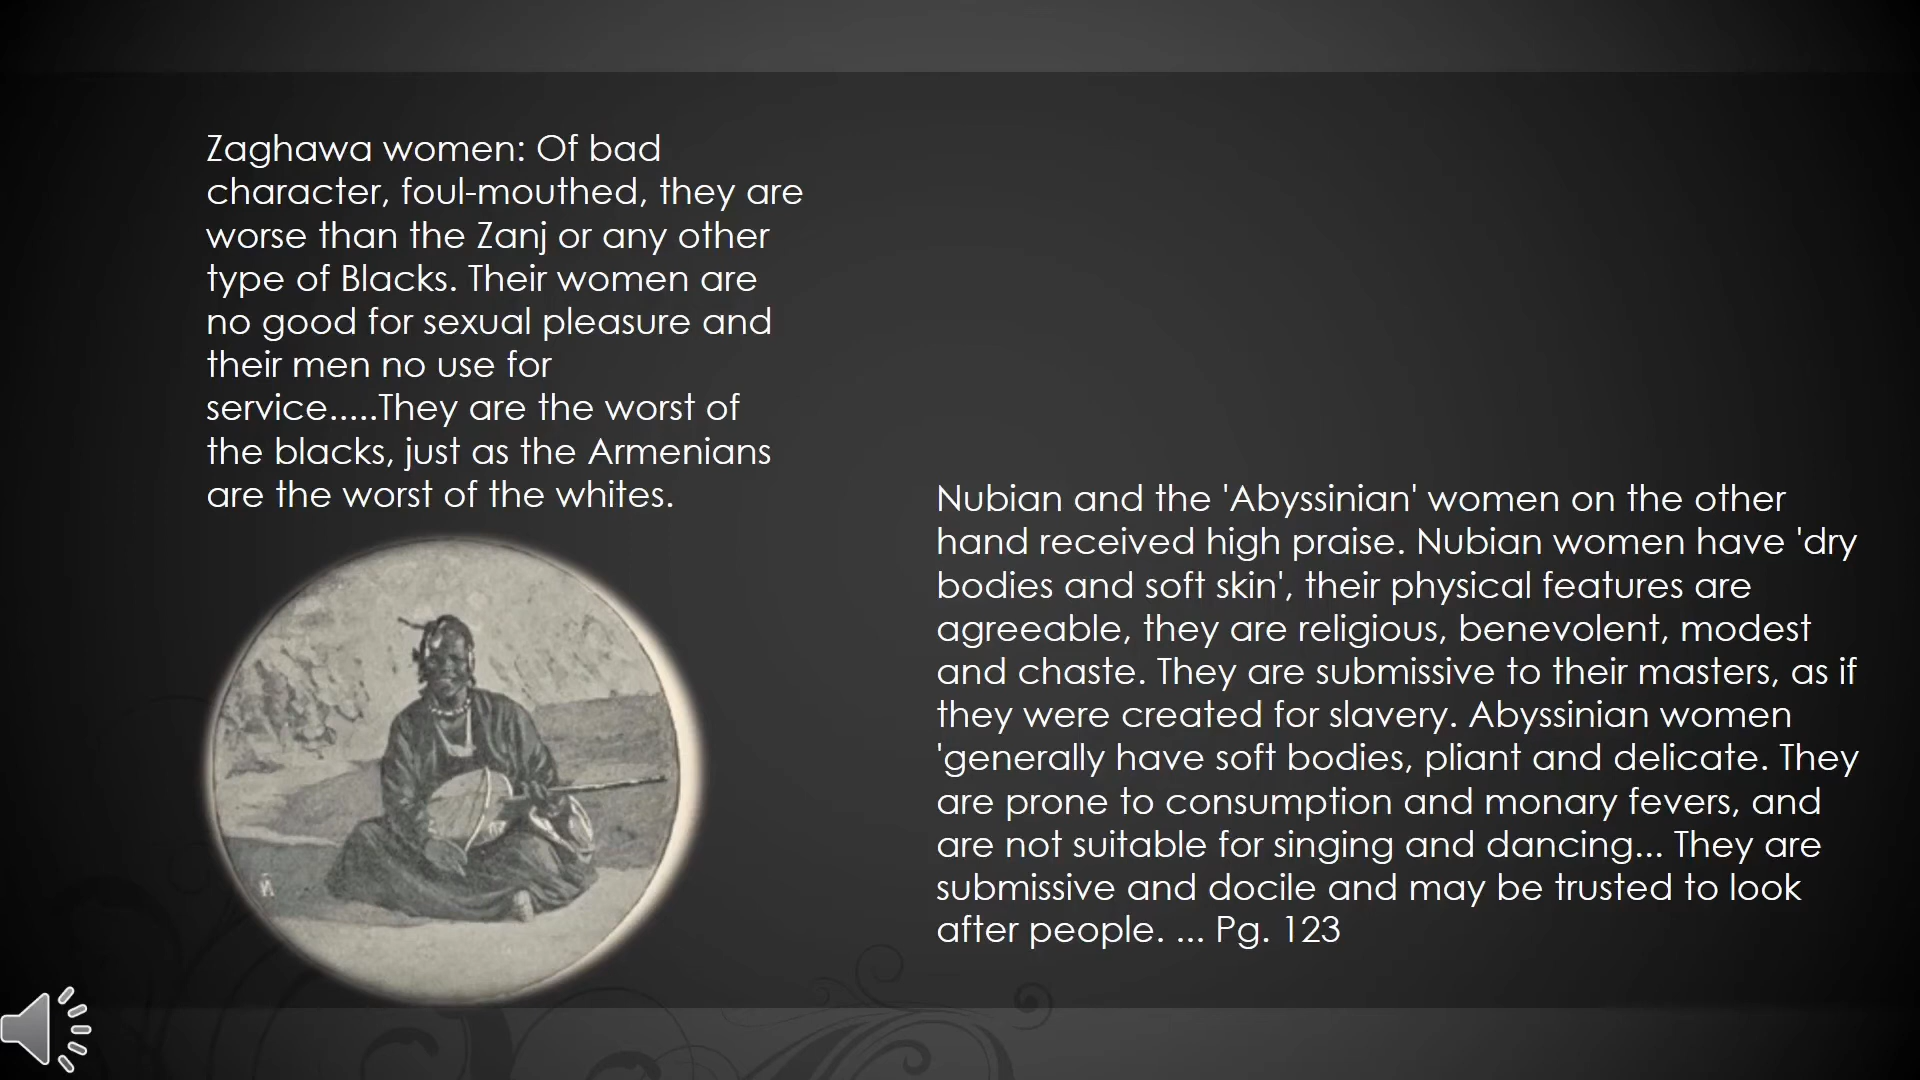 Zaghawa women: Of bad
character, foul-mouthed, they are
worse than the Zanj or any other
type of Blacks. Their women are
no good for sexual pleasure and
their men no use for
service.....They are the worst of
the blacks, just as the Armenians
are the worst of the whites.
Nubian and the 'Abyssinian' women on the other
hand received high praise. Nubian women have 'dry
bodies and soft skin', their physical features are
agreeable, they are religious, benevolent, modest
and chaste. They are submissive to their masters, as if
they were created for slavery. Abyssinian women
'generally have soft bodies, pliant and delicate. They
are prone to consumption and monary fevers, and
are not suitable for singing and dancing... They are
submissive and docile and may be trusted to look
after people. ... Pg. 123